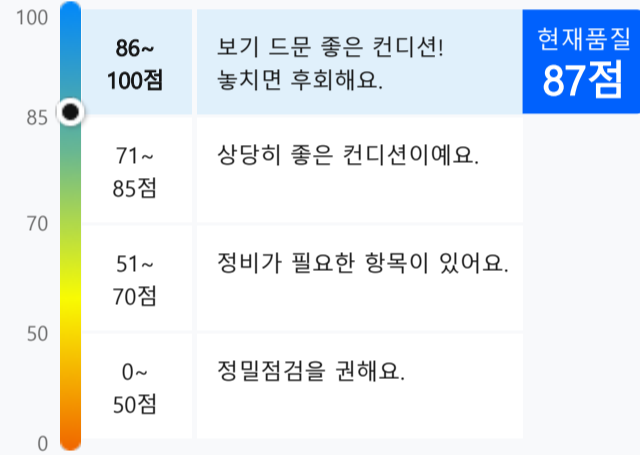 100
86~
100점
보기 드문 좋은 컨디션!
놓치면 후회해요.
현재품질
87점
85
71~
85점
상당히 좋은 컨디션이예요.
70
51~
70점
정비가 필요한 항목이 있어요.
50
0~
50점
정밀점검을 권해요.
0